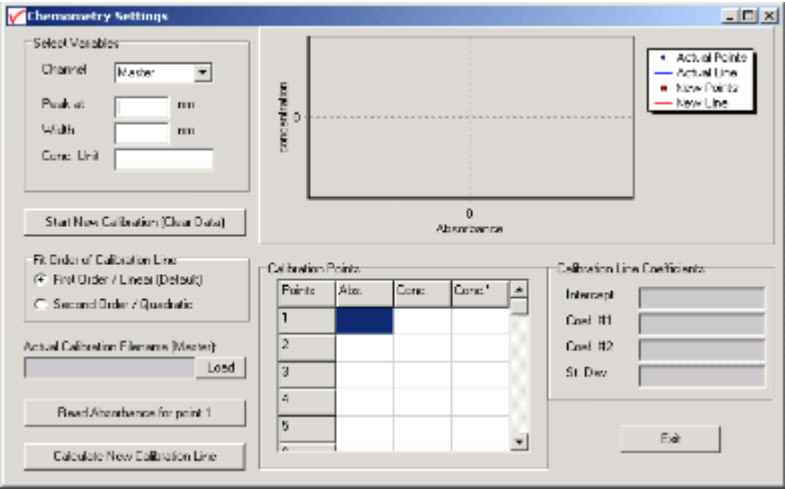 Chemometry Settings
Select Variables
Channel
Master
Peak at
nm
Width
nm
Conc. Unit
Start New Calibration (Clear Data)
Fit Order of Calibration Line
First Order / Linear (Default)
Second Order / Quadratic
Actual Calibration Filename (Master):
Load
Read Absorbance for point 1
Calculate New Calibration Line
concentration
0
0
Absorbance
Actual Points
Actual Line
New Points
New Line
Calibration Points
Points Abs. Conc. Conc.*
1
2
3
4
5
Calibration Line Coefficients
Intercept
Coef. #1
Coef. #2
St. Dev.
Exit